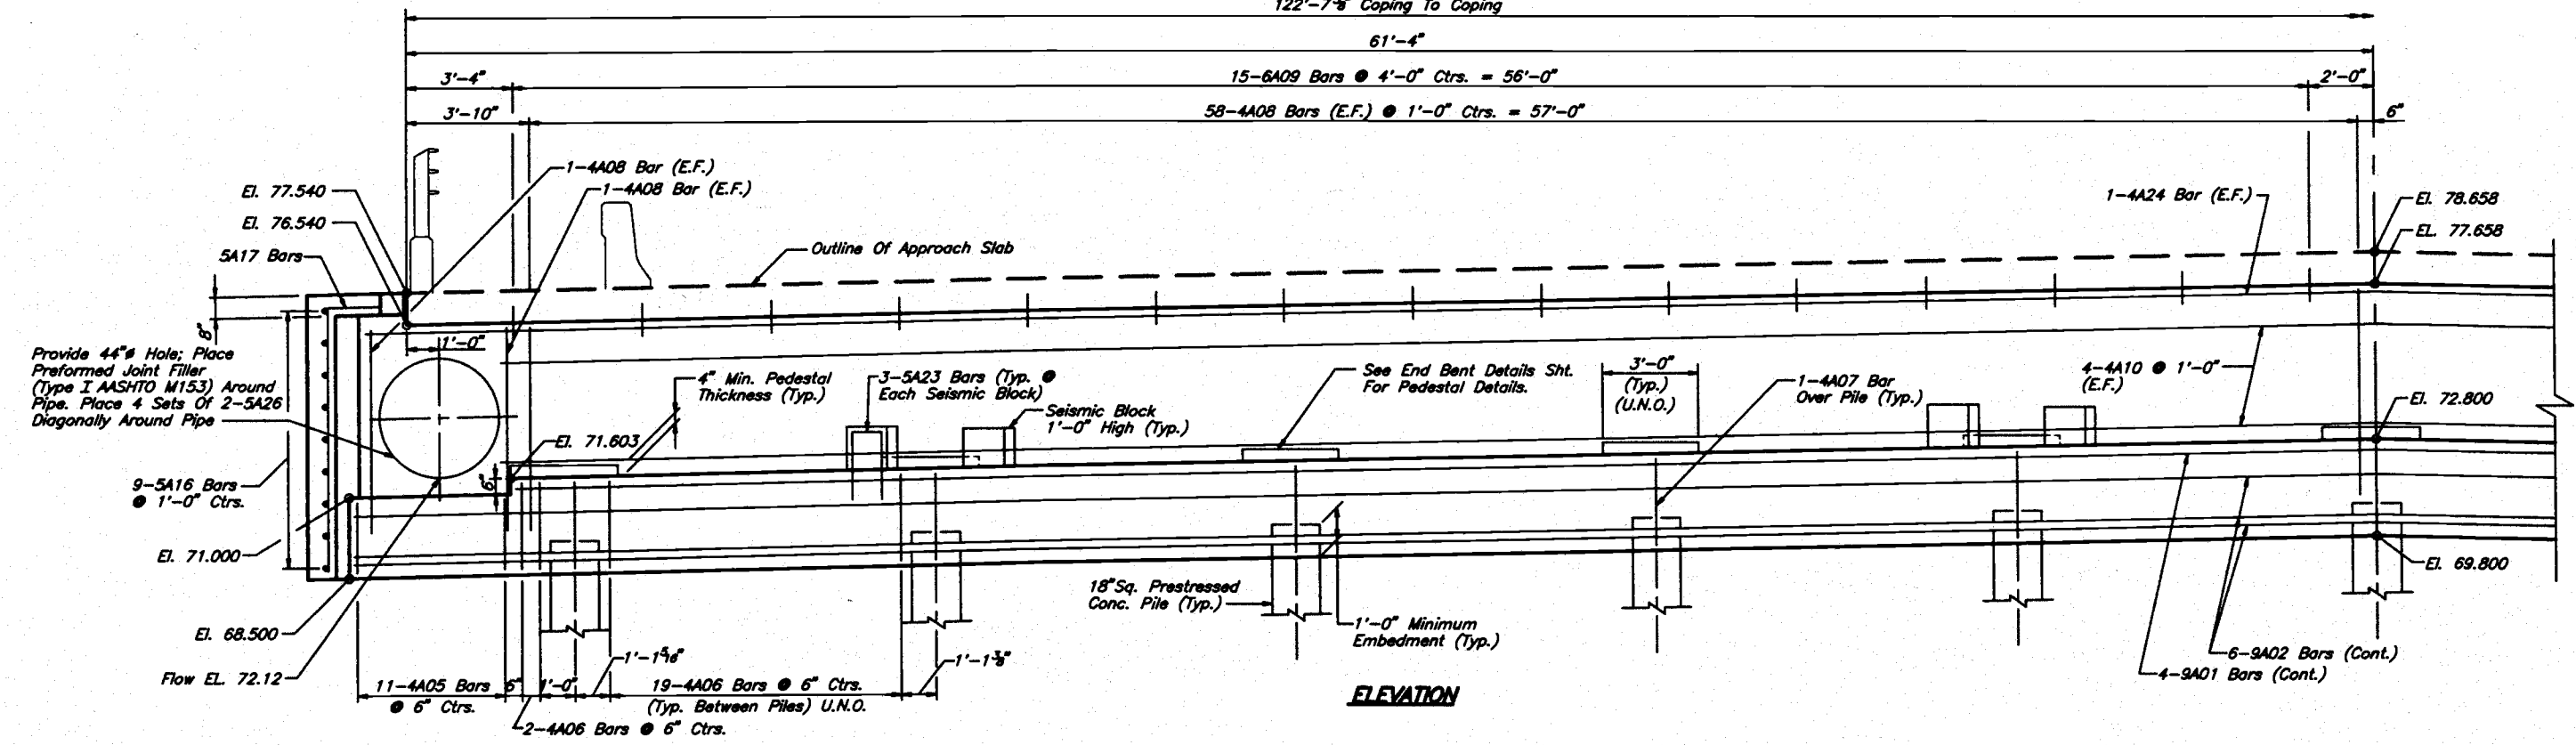 122'-7⅝" Coping To Coping
61'-4"
3'-4"
15-6A09 Bars @ 4'-0" Ctrs. = 56'-0"
2'-0"
3'-10"
58-4A08 Bars (E.F.) @ 1'-0" Ctrs. = 57'-0"
6"
1-4A08 Bar (E.F.)
1-4A08 Bar (E.F.)
El. 77.540
El. 76.540
5A17 Bars
Outline Of Approach Slab
1-4A24 Bar (E.F.)
El. 78.658
EL. 77.658
8"
1'-0"
Provide 44"ø Hole; Place
Preformed Joint Filler
(Type I AASHTO M153) Around
Pipe. Place 4 Sets Of 2-5A26
Diagonally Around Pipe
4" Min. Pedestal
Thickness (Typ.)
3-5A23 Bars (Typ. @
Each Seismic Block)
Seismic Block
1'-0" High (Typ.)
See End Bent Details Sht.
For Pedestal Details.
3'-0"
(Typ.)
(U.N.O.)
1-4A07 Bar
Over Pile (Typ.)
4-4A10 @ 1'-0"
(E.F.)
El. 72.800
El. 71.603
6"
9-5A16 Bars
@ 1'-0" Ctrs.
El. 71.000
El. 68.500
Flow EL. 72.12
18"Sq. Prestressed
Conc. Pile (Typ.)
1'-0" Minimum
Embedment (Typ.)
El. 69.800
6-9A02 Bars (Cont.)
4-9A01 Bars (Cont.)
11-4A05 Bars
@ 6" Ctrs.
6"
1'-0"
1'-1 5/16"
19-4A06 Bars @ 6" Ctrs.
(Typ. Between Piles) U.N.O.
1'-1⅜"
2-4A06 Bars @ 6" Ctrs.
ELEVATION